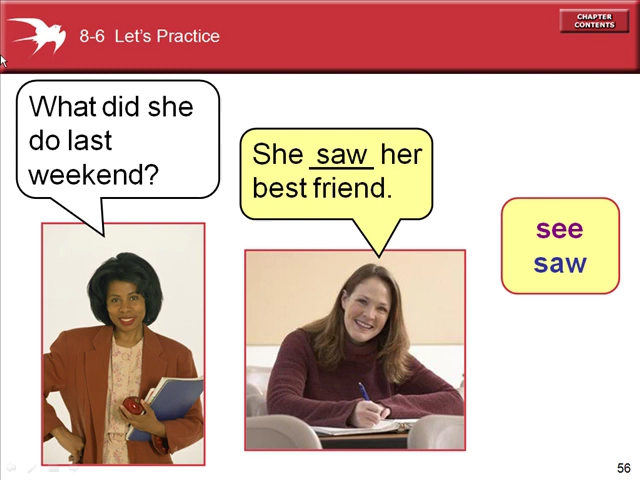 8-6 Let's Practice
CHAPTER
CONTENTS
What did she
do last
weekend?
She saw her
best friend.
see
saw
56